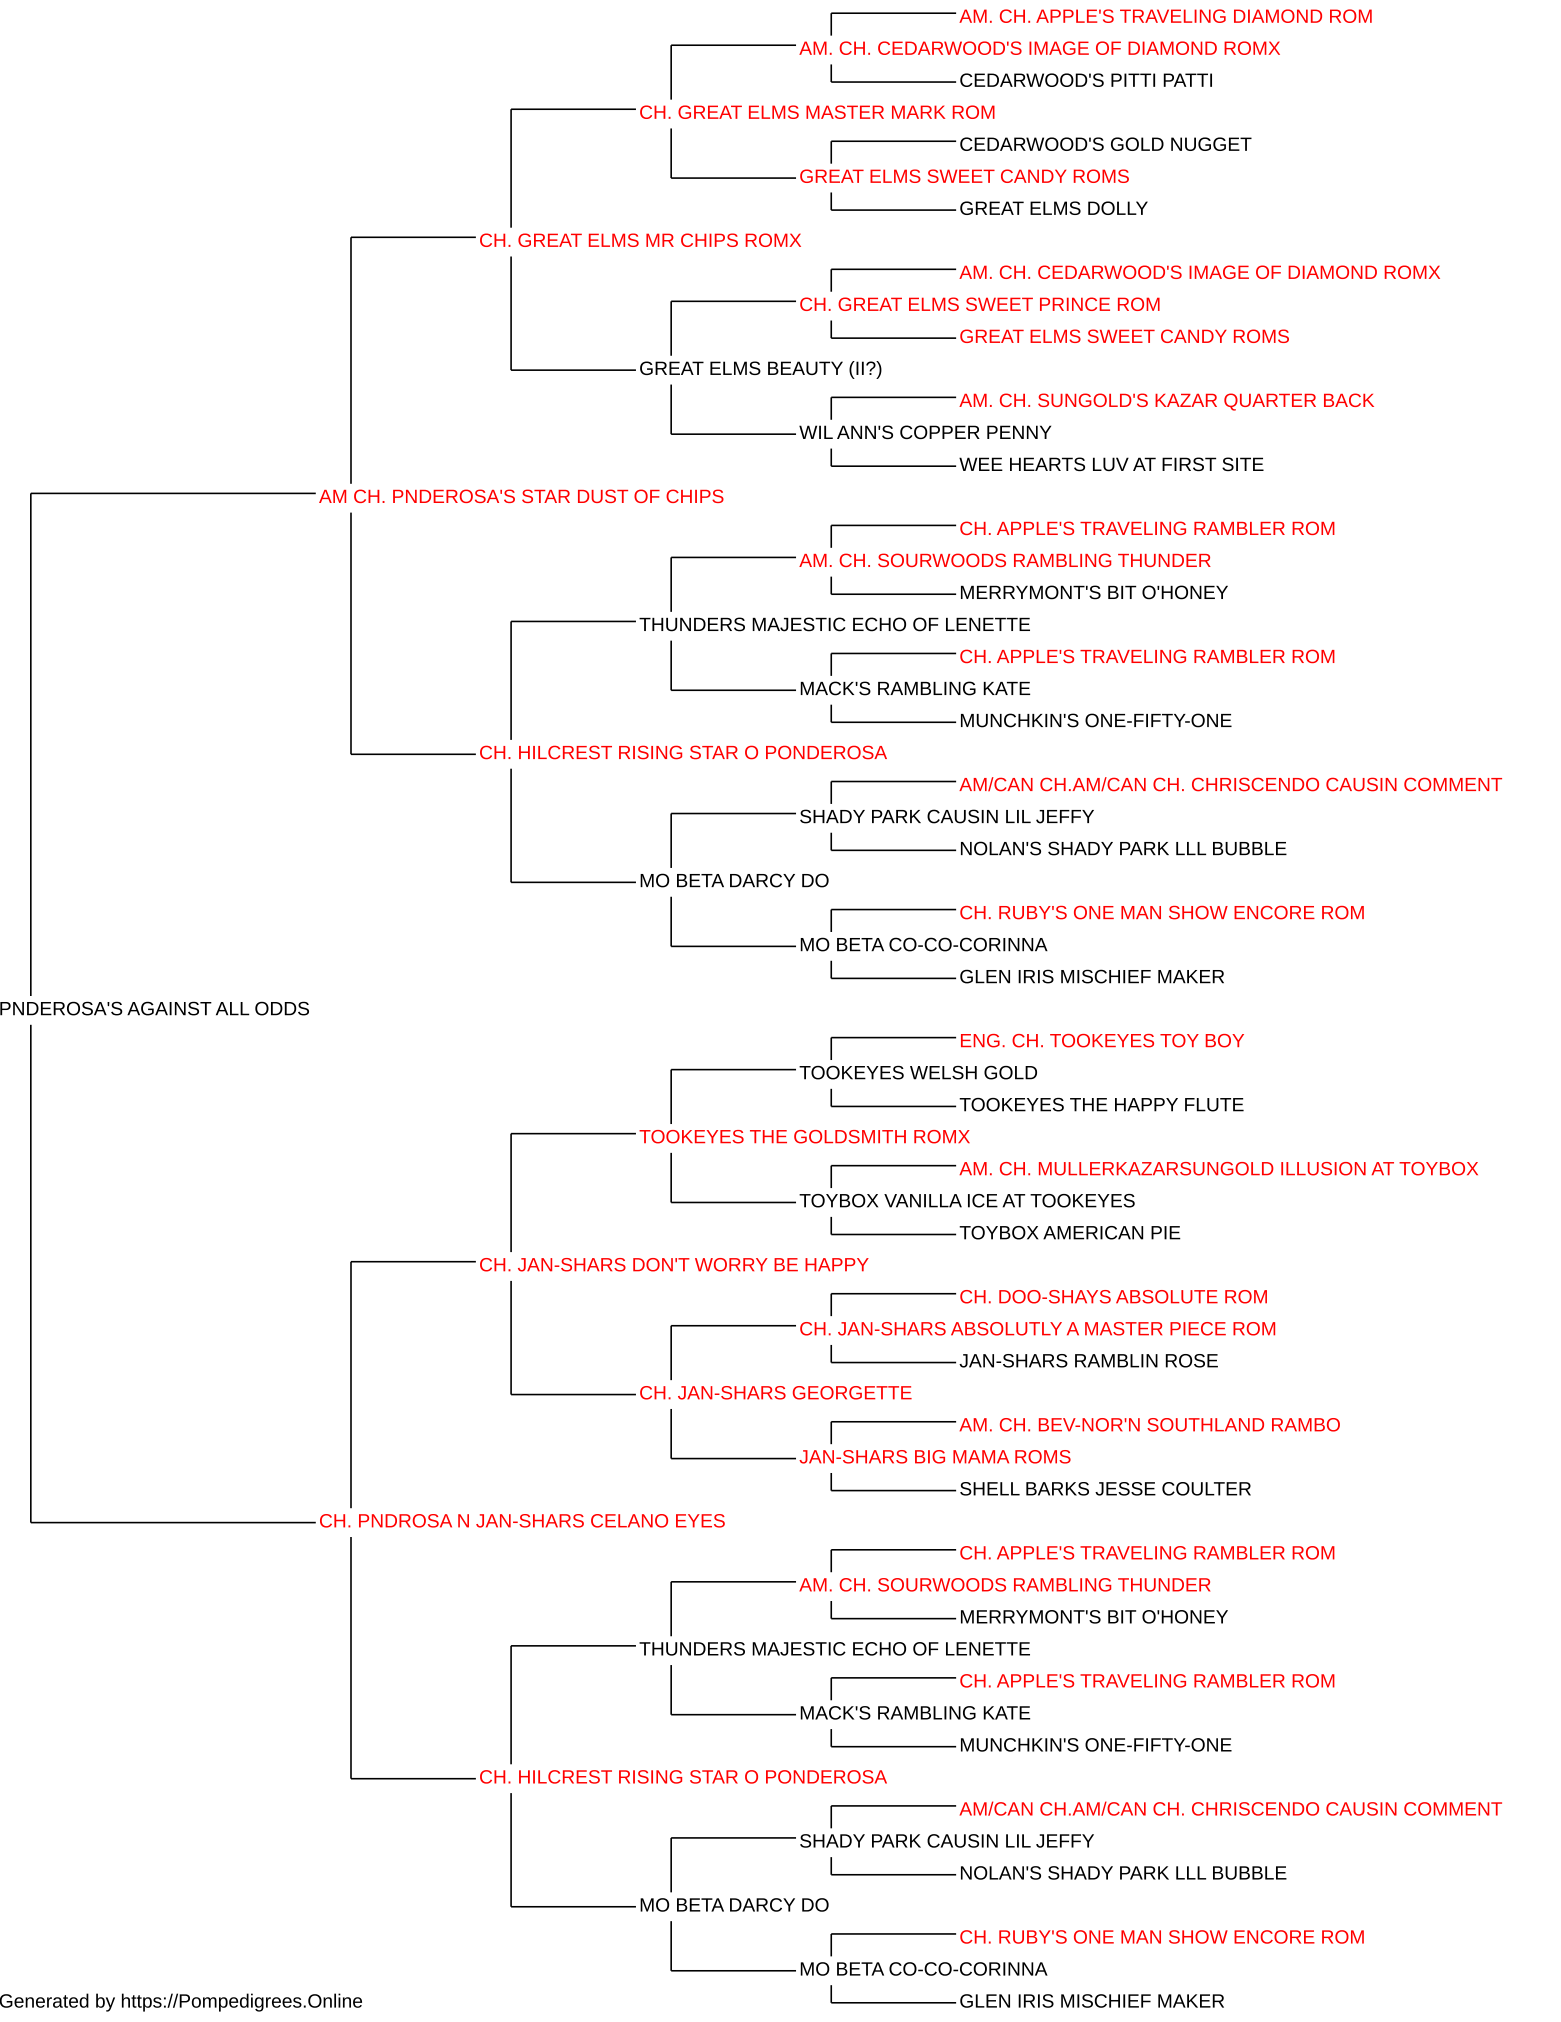 AM. CH. APPLE'S TRAVELING DIAMOND ROM
AM. CH. CEDARWOOD'S IMAGE OF DIAMOND ROMX
CEDARWOOD'S PITTI PATTI
CH. GREAT ELMS MASTER MARK ROM
CEDARWOOD'S GOLD NUGGET
GREAT ELMS SWEET CANDY ROMS
GREAT ELMS DOLLY
CH. GREAT ELMS MR CHIPS ROMX
AM. CH. CEDARWOOD'S IMAGE OF DIAMOND ROMX
CH. GREAT ELMS SWEET PRINCE ROM
GREAT ELMS SWEET CANDY ROMS
GREAT ELMS BEAUTY (II?)
AM. CH. SUNGOLD'S KAZAR QUARTER BACK
WIL ANN'S COPPER PENNY
WEE HEARTS LUV AT FIRST SITE
AM CH. PNDEROSA'S STAR DUST OF CHIPS
CH. APPLE'S TRAVELING RAMBLER ROM
AM. CH. SOURWOODS RAMBLING THUNDER
MERRYMONT'S BIT O'HONEY
THUNDERS MAJESTIC ECHO OF LENETTE
CH. APPLE'S TRAVELING RAMBLER ROM
MACK'S RAMBLING KATE
MUNCHKIN'S ONE-FIFTY-ONE
CH. HILCREST RISING STAR O PONDEROSA
AM/CAN CH.AM/CAN CH. CHRISCENDO CAUSIN COMMENT
SHADY PARK CAUSIN LIL JEFFY
NOLAN'S SHADY PARK LLL BUBBLE
MO BETA DARCY DO
CH. RUBY'S ONE MAN SHOW ENCORE ROM
MO BETA CO-CO-CORINNA
GLEN IRIS MISCHIEF MAKER
PNDEROSA'S AGAINST ALL ODDS
ENG. CH. TOOKEYES TOY BOY
TOOKEYES WELSH GOLD
TOOKEYES THE HAPPY FLUTE
TOOKEYES THE GOLDSMITH ROMX
AM. CH. MULLERKAZARSUNGOLD ILLUSION AT TOYBOX
TOYBOX VANILLA ICE AT TOOKEYES
TOYBOX AMERICAN PIE
CH. JAN-SHARS DON'T WORRY BE HAPPY
CH. DOO-SHAYS ABSOLUTE ROM
CH. JAN-SHARS ABSOLUTLY A MASTER PIECE ROM
JAN-SHARS RAMBLIN ROSE
CH. JAN-SHARS GEORGETTE
AM. CH. BEV-NOR'N SOUTHLAND RAMBO
JAN-SHARS BIG MAMA ROMS
SHELL BARKS JESSE COULTER
CH. PNDROSA N JAN-SHARS CELANO EYES
CH. APPLE'S TRAVELING RAMBLER ROM
AM. CH. SOURWOODS RAMBLING THUNDER
MERRYMONT'S BIT O'HONEY
THUNDERS MAJESTIC ECHO OF LENETTE
CH. APPLE'S TRAVELING RAMBLER ROM
MACK'S RAMBLING KATE
MUNCHKIN'S ONE-FIFTY-ONE
CH. HILCREST RISING STAR O PONDEROSA
AM/CAN CH.AM/CAN CH. CHRISCENDO CAUSIN COMMENT
SHADY PARK CAUSIN LIL JEFFY
NOLAN'S SHADY PARK LLL BUBBLE
MO BETA DARCY DO
CH. RUBY'S ONE MAN SHOW ENCORE ROM
MO BETA CO-CO-CORINNA
GLEN IRIS MISCHIEF MAKER
Generated by https://Pompedigrees.Online